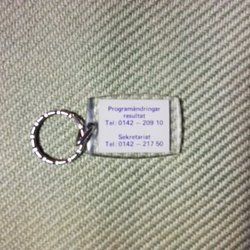 Programändringar
resultat
Tel: 0142 – 209 10
Sekretariat
Tel: 0142 – 217 50